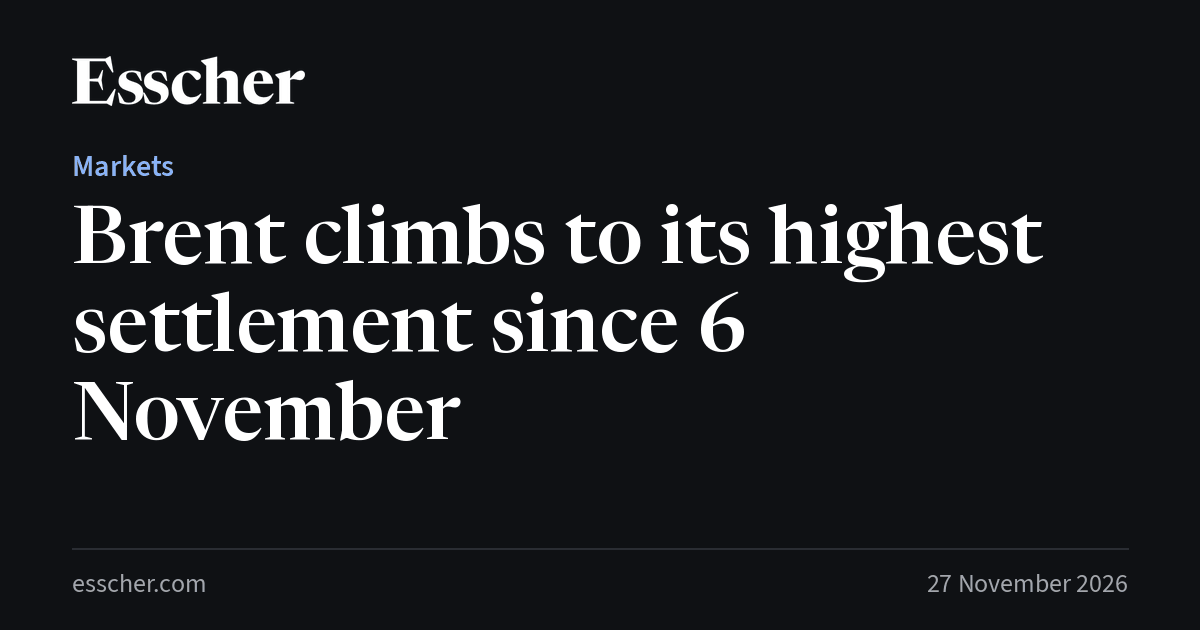 Esscher
Markets
Brent climbs to its highest
settlement since 6
November
esscher.com
27 November 2026